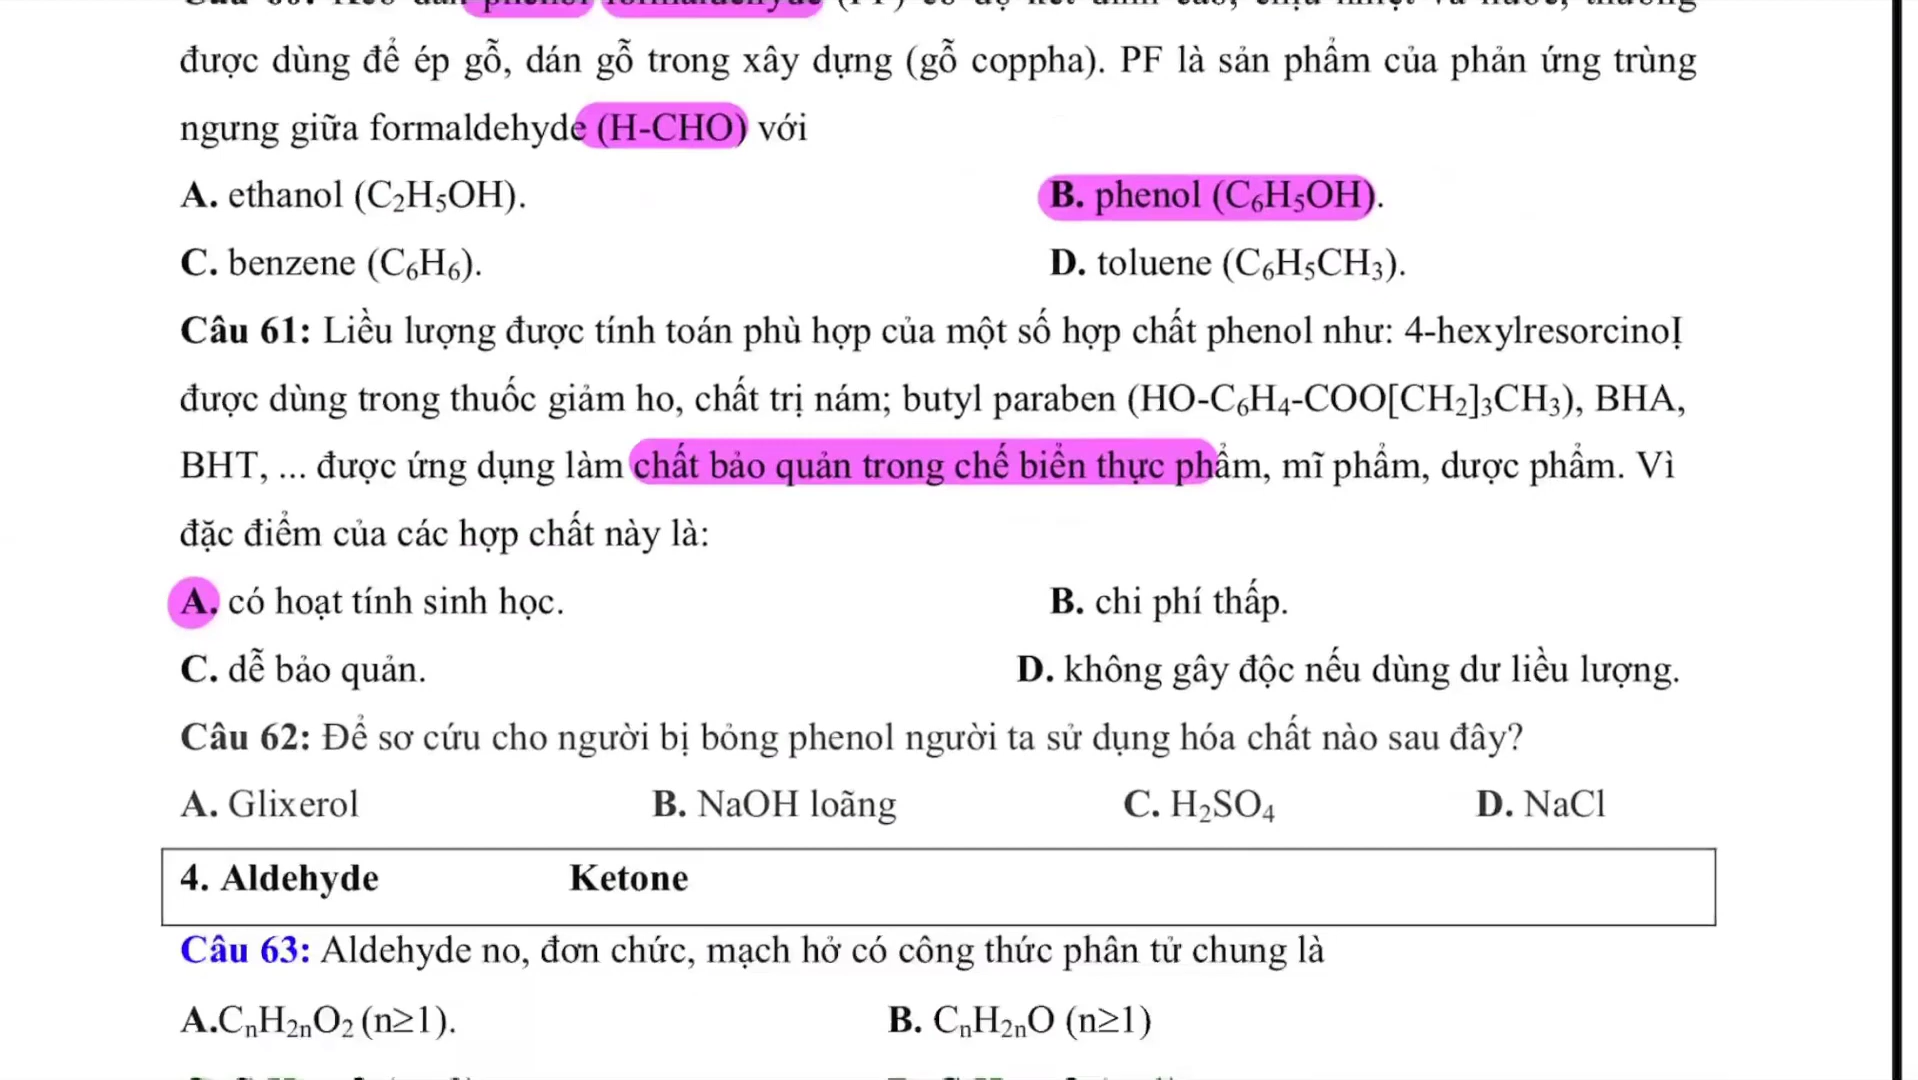 được dùng để ép gỗ, dán gỗ trong xây dựng (gỗ coppha). PF là sản phẩm của phản ứng trùng
ngưng giữa formaldehyde (H-CHO) với
A. ethanol (C₂H₅OH). B. phenol (C₆H₅OH).
C. benzene (C₆H₆). D. toluene (C₆H₅CH₃).
Câu 61: Liều lượng được tính toán phù hợp của một số hợp chất phenol như: 4-hexylresorcinol
được dùng trong thuốc giảm ho, chất trị nám; butyl paraben (HO-C₆H₄-COO[CH₂]₃CH₃), BHA,
BHT, ... được ứng dụng làm chất bảo quản trong chế biến thực phẩm, mĩ phẩm, dược phẩm. Vì
đặc điểm của các hợp chất này là:
A. có hoạt tính sinh học. B. chi phí thấp.
C. dễ bảo quản. D. không gây độc nếu dùng dư liều lượng.
Câu 62: Để sơ cứu cho người bị bỏng phenol người ta sử dụng hóa chất nào sau đây?
A. Glixerol B. NaOH loãng C. H₂SO₄ D. NaCl
4. Aldehyde Ketone
Câu 63: Aldehyde no, đơn chức, mạch hở có công thức phân tử chung là
A.CₙH₂ₙO₂ (n≥1). B. CₙH₂ₙO (n≥1)